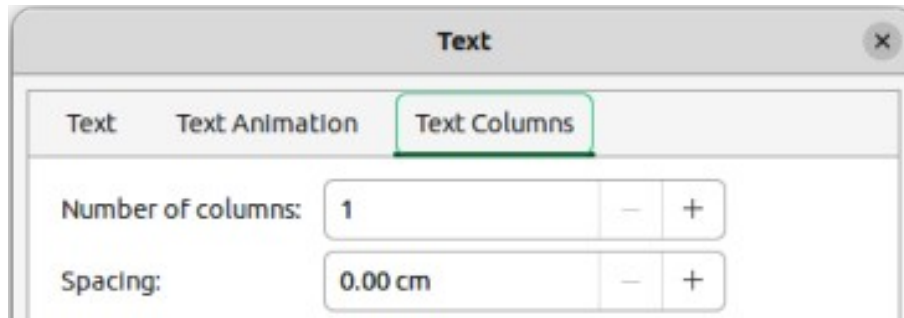 Text
Text Text Animation Text Columns
Number of columns: 1 − +
Spacing: 0.00 cm − +